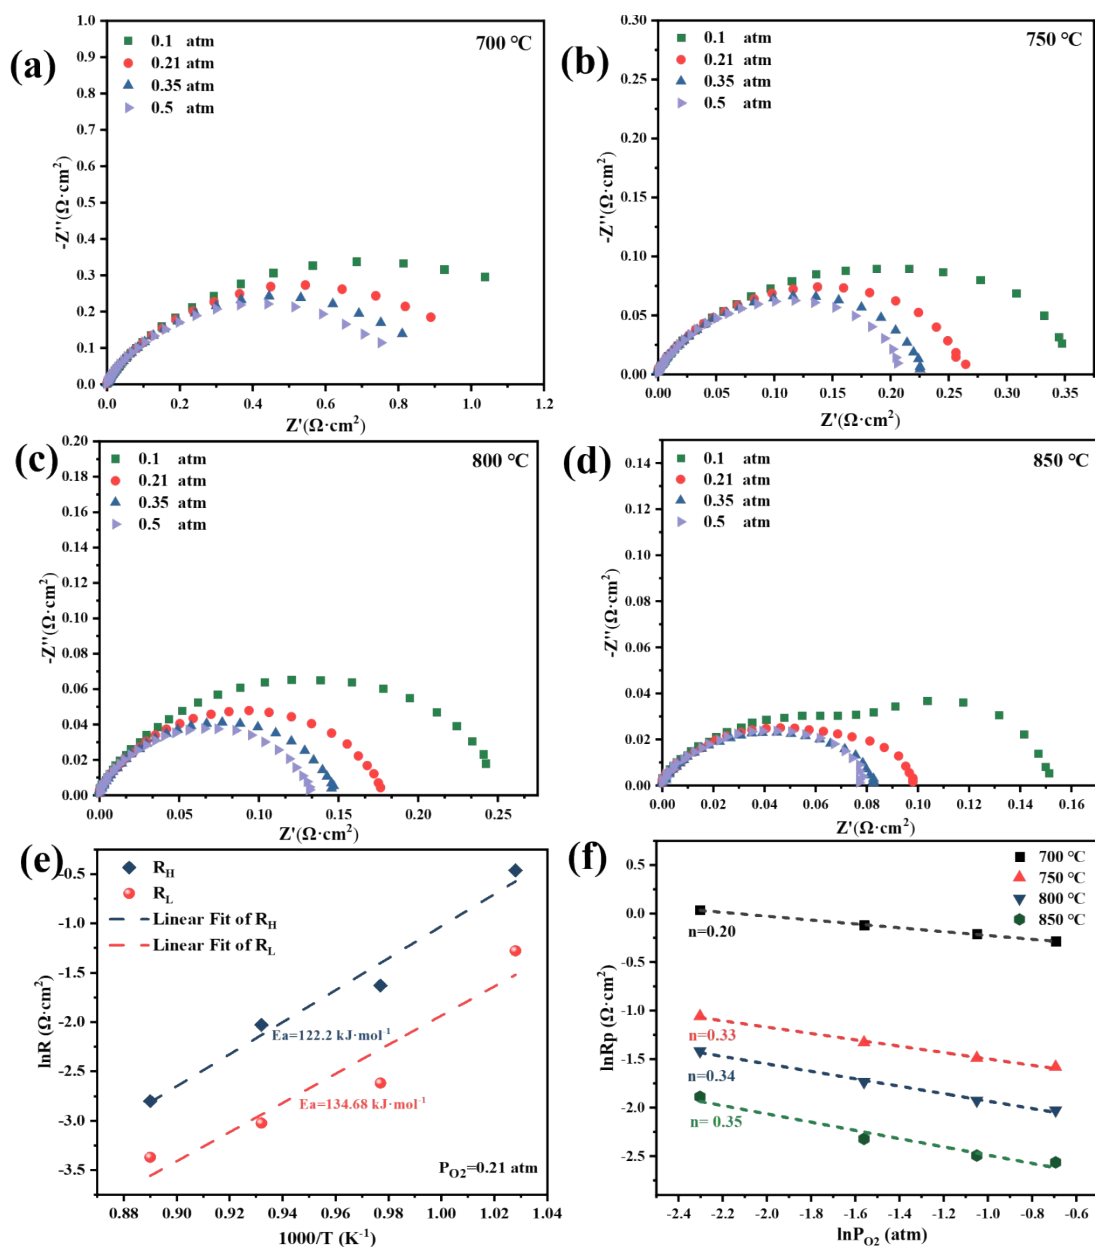 (a)
700 °C
0.1 atm
0.21 atm
0.35 atm
0.5 atm
1.0
0.9
0.8
0.7
0.6
0.5
0.4
0.3
0.2
0.1
0.0
-Z''(Ω·cm²)
0.0 0.2 0.4 0.6 0.8 1.0 1.2
Z'(Ω·cm²)
(b)
750 °C
0.1 atm
0.21 atm
0.35 atm
0.5 atm
0.30
0.25
0.20
0.15
0.10
0.05
0.00
-Z''(Ω·cm²)
0.00 0.05 0.10 0.15 0.20 0.25 0.30 0.35
Z'(Ω·cm²)
(c)
800 °C
0.1 atm
0.21 atm
0.35 atm
0.5 atm
0.20
0.18
0.16
0.14
0.12
0.10
0.08
0.06
0.04
0.02
0.00
-Z''(Ω·cm²)
0.00 0.05 0.10 0.15 0.20 0.25
Z'(Ω·cm²)
(d)
850 °C
0.1 atm
0.21 atm
0.35 atm
0.5 atm
0.14
0.12
0.10
0.08
0.06
0.04
0.02
0.00
-Z''(Ω·cm²)
0.00 0.02 0.04 0.06 0.08 0.10 0.12 0.14 0.16
Z'(Ω·cm²)
(e)
R_H
R_L
Linear Fit of R_H
Linear Fit of R_L
Ea=122.2 kJ·mol⁻¹
Ea=134.68 kJ·mol⁻¹
P_O2=0.21 atm
-0.5
-1.0
-1.5
-2.0
-2.5
-3.0
-3.5
lnR (Ω·cm²)
0.88 0.90 0.92 0.94 0.96 0.98 1.00 1.02 1.04
1000/T (K⁻¹)
(f)
700 °C
750 °C
800 °C
850 °C
n=0.20
n=0.33
n=0.34
n= 0.35
0.5
0.0
-0.5
-1.0
-1.5
-2.0
-2.5
lnRp (Ω·cm²)
-2.4 -2.2 -2.0 -1.8 -1.6 -1.4 -1.2 -1.0 -0.8 -0.6
lnP_O2 (atm)